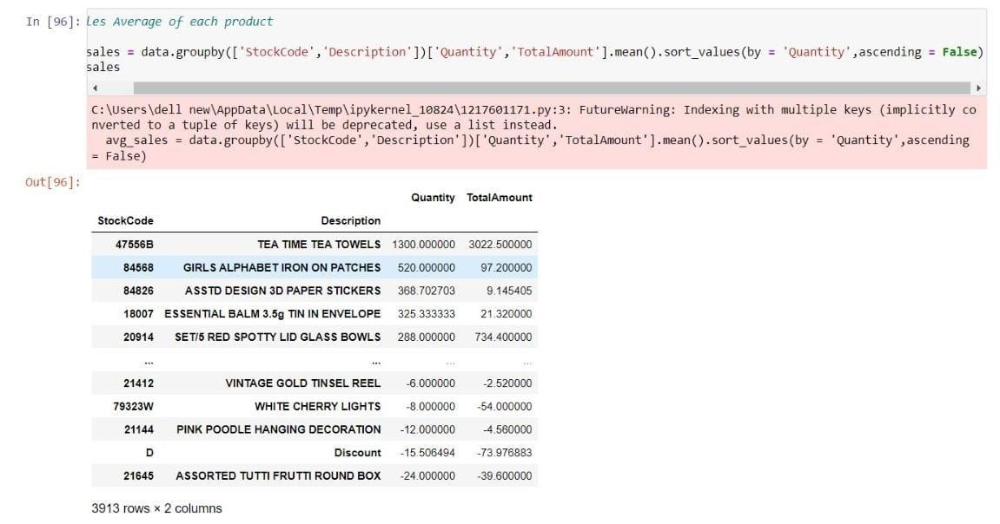 In [96]: les Average of each product
sales = data.groupby(['StockCode','Description'])['Quantity','TotalAmount'].mean().sort_values(by = 'Quantity',ascending = False)
sales
C:\Users\dell new\AppData\Local\Temp\ipykernel_10824\1217601171.py:3: FutureWarning: Indexing with multiple keys (implicitly co
nverted to a tuple of keys) will be deprecated, use a list instead.
avg_sales = data.groupby(['StockCode','Description'])['Quantity','TotalAmount'].mean().sort_values(by = 'Quantity',ascending
= False)
Out[96]:
Quantity TotalAmount
StockCode Description
47556B TEA TIME TEA TOWELS 1300.000000 3022.500000
84568 GIRLS ALPHABET IRON ON PATCHES 520.000000 97.200000
84826 ASSTD DESIGN 3D PAPER STICKERS 368.702703 9.145405
18007 ESSENTIAL BALM 3.5g TIN IN ENVELOPE 325.333333 21.320000
20914 SET/5 RED SPOTTY LID GLASS BOWLS 288.000000 734.400000
... ... ... ...
21412 VINTAGE GOLD TINSEL REEL -6.000000 -2.520000
79323W WHITE CHERRY LIGHTS -8.000000 -54.000000
21144 PINK POODLE HANGING DECORATION -12.000000 -4.560000
D Discount -15.506494 -73.976883
21645 ASSORTED TUTTI FRUTTI ROUND BOX -24.000000 -39.600000
3913 rows × 2 columns